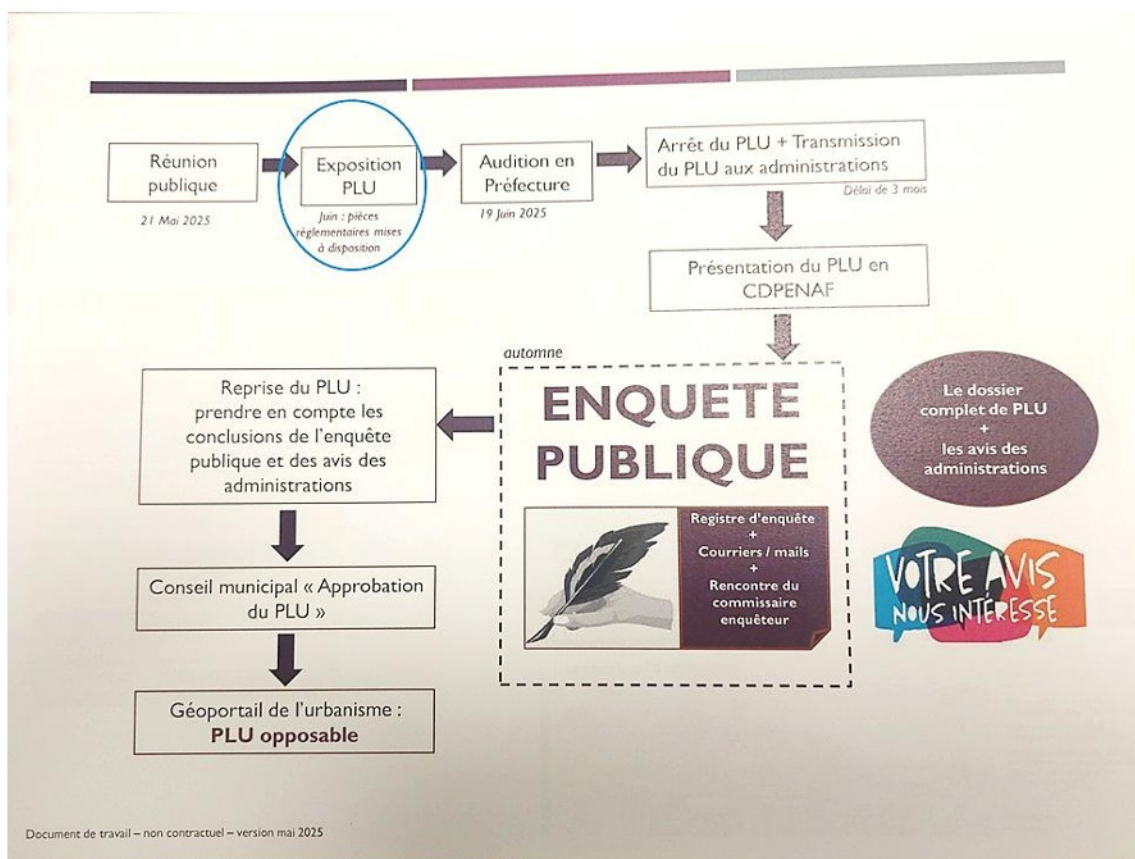 Réunion
publique
21 Mai 2025
Exposition
PLU
Juin : pièces
règlementaires mises
à disposition
Audition en
Préfecture
19 Juin 2025
Arrêt du PLU + Transmission
du PLU aux administrations
Délai de 3 mois
Présentation du PLU en
CDPENAF
automne
ENQUETE
PUBLIQUE
Registre d'enquête
+
Courriers / mails
+
Rencontre du
commissaire
enquêteur
Le dossier
complet de PLU
+
les avis des
administrations
VOTRE AVIS
NOUS INTÉRESSE
Reprise du PLU :
prendre en compte les
conclusions de l'enquête
publique et des avis des
administrations
Conseil municipal « Approbation
du PLU »
Géoportail de l'urbanisme :
PLU opposable
Document de travail – non contractuel – version mai 2025